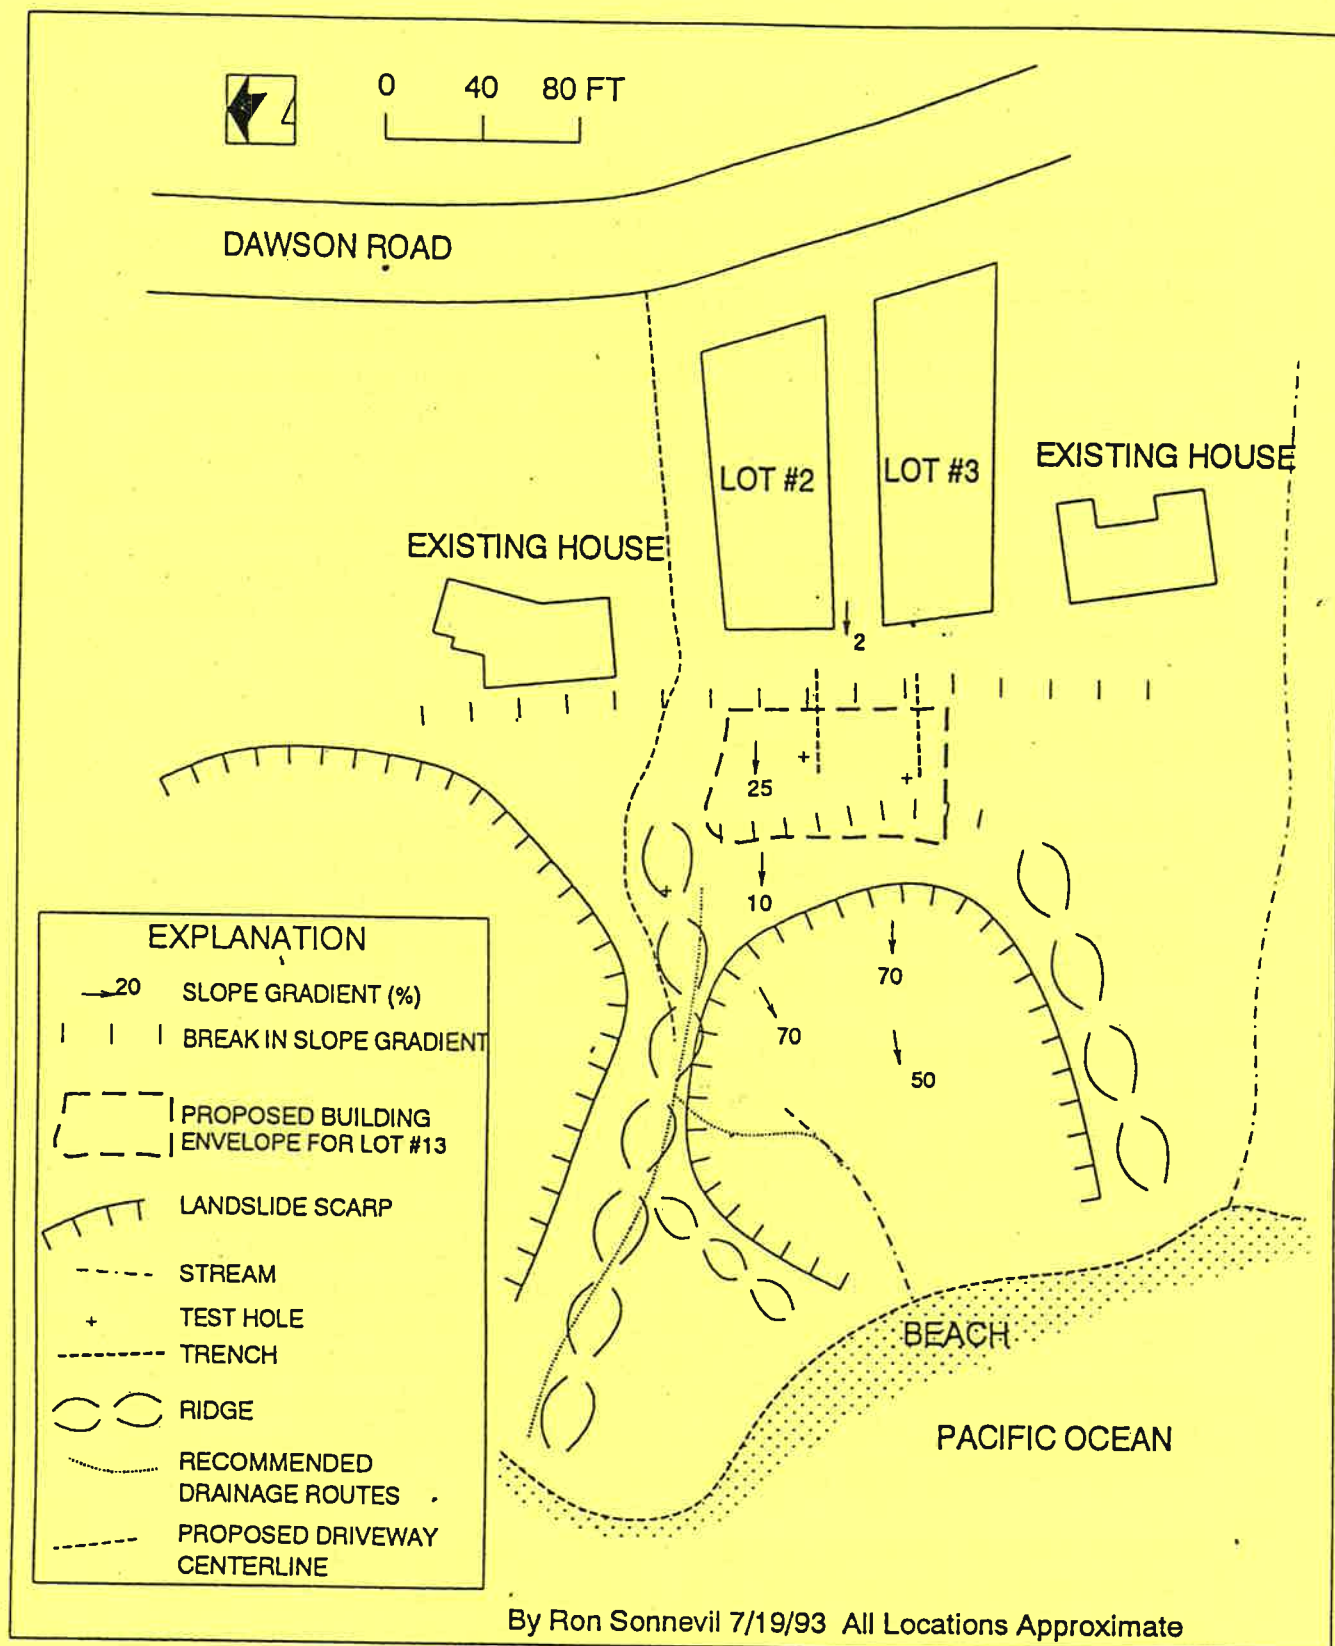 0 40 80 FT
DAWSON ROAD
LOT #2
LOT #3
EXISTING HOUSE
EXISTING HOUSE
2
25
10
70
70
50
EXPLANATION
20 SLOPE GRADIENT (%)
BREAK IN SLOPE GRADIENT
PROPOSED BUILDING
ENVELOPE FOR LOT #13
LANDSLIDE SCARP
STREAM
TEST HOLE
TRENCH
RIDGE
RECOMMENDED
DRAINAGE ROUTES
PROPOSED DRIVEWAY
CENTERLINE
BEACH
PACIFIC OCEAN
By Ron Sonnevil 7/19/93 All Locations Approximate